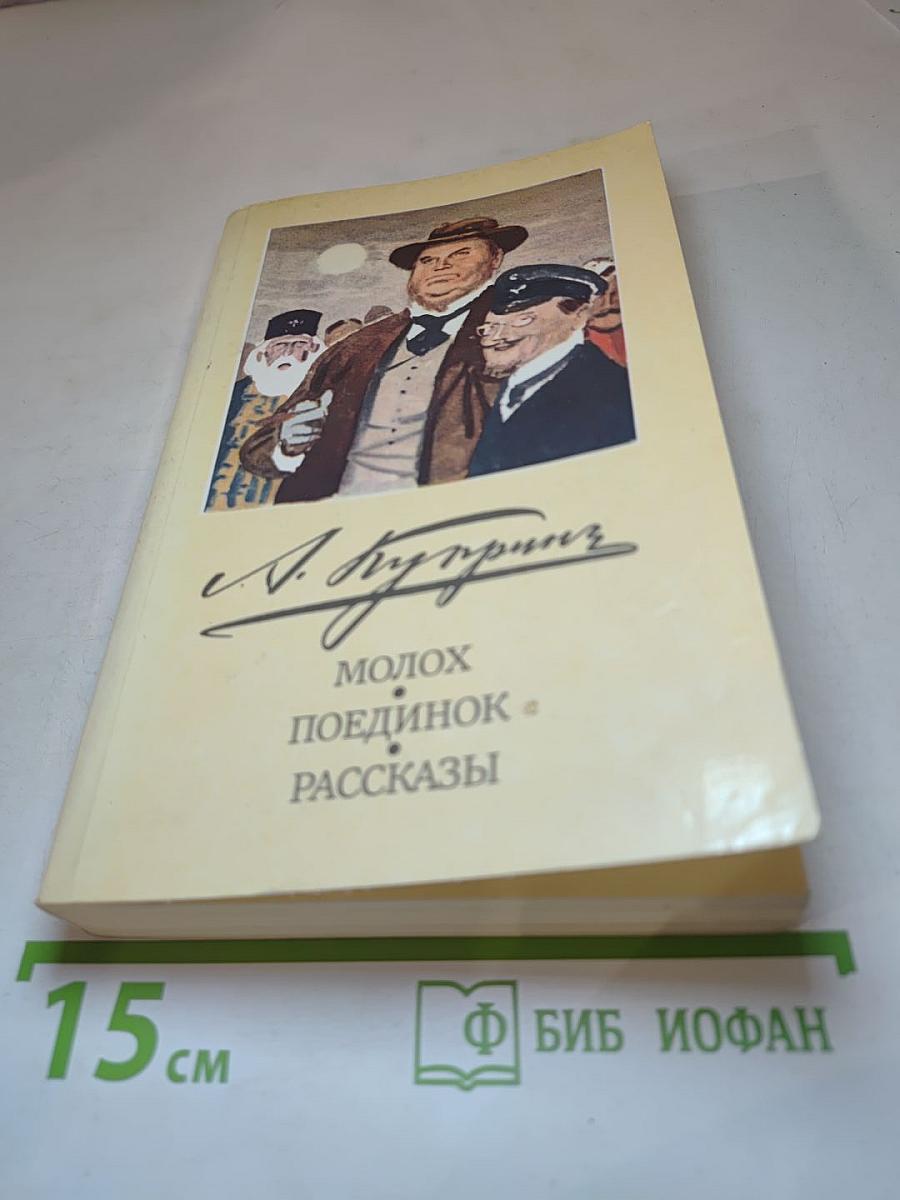 А. Купринъ
МОЛОХ
•
ПОЕДИНОК
•
РАССКАЗЫ
15 см
Ф БИБ ИОФАН